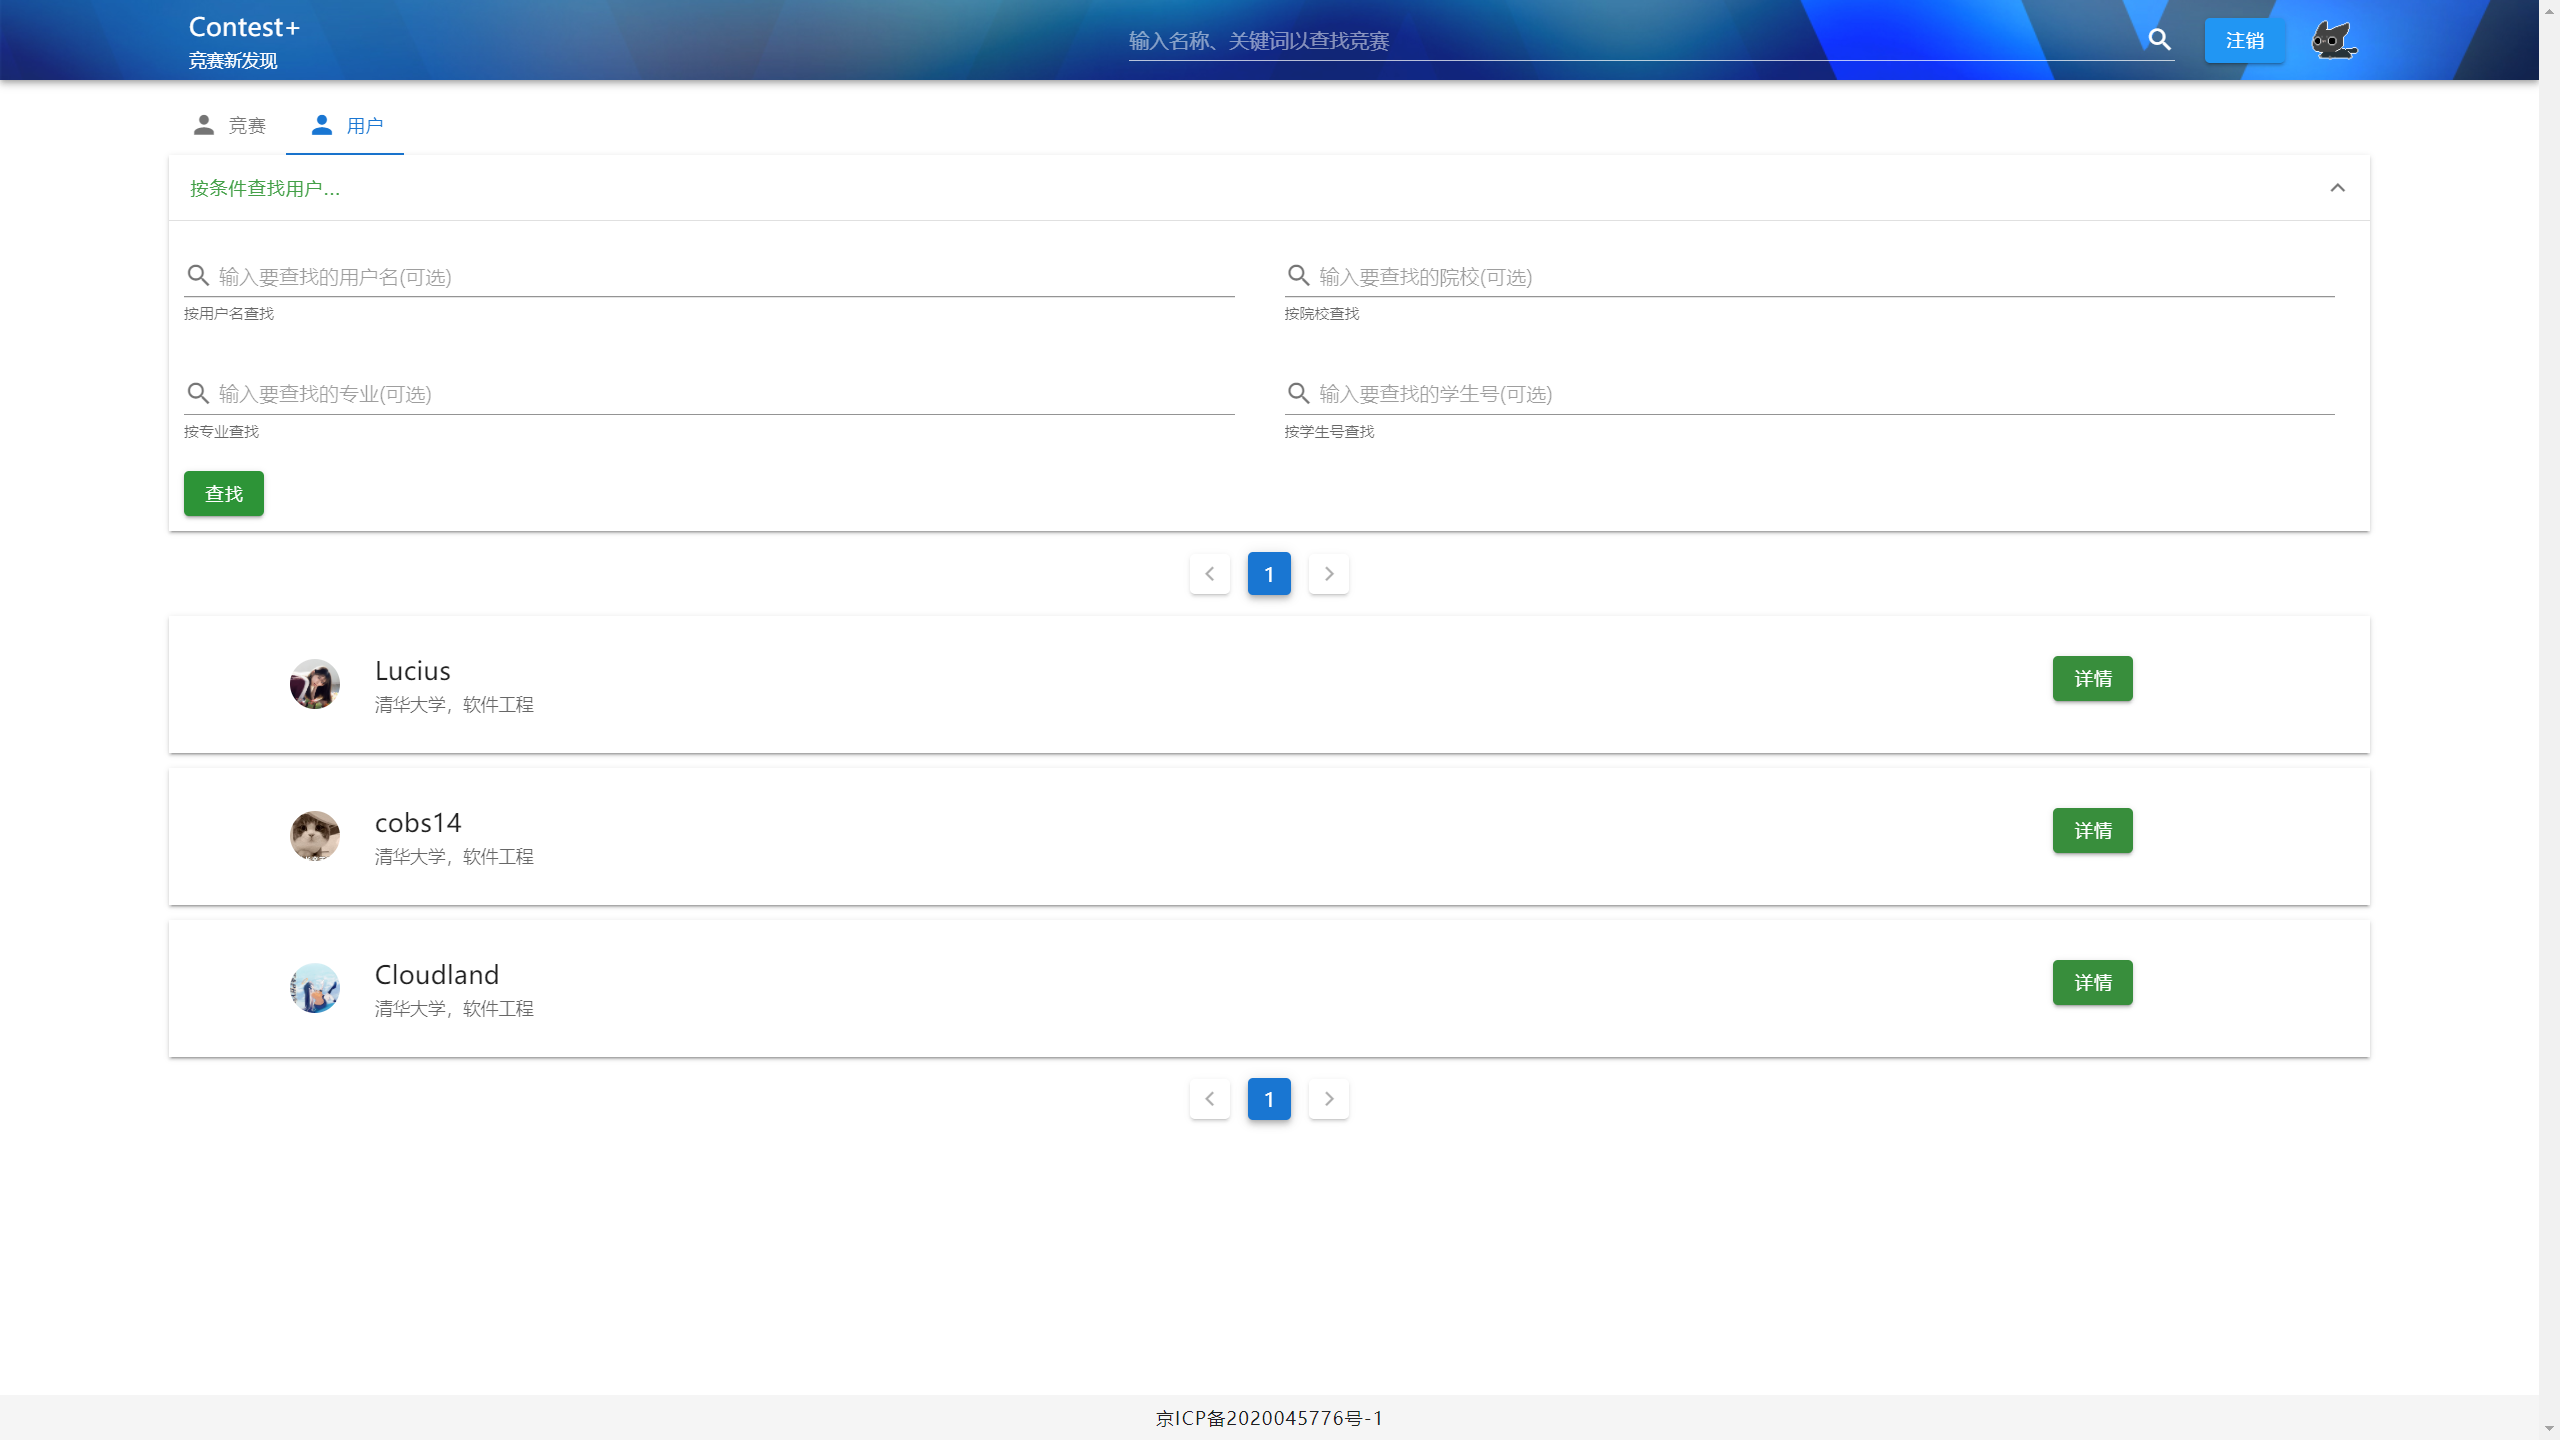 Contest+
竞赛新发现
输入名称、关键词以查找竞赛
注销
竞赛
用户
按条件查找用户...
输入要查找的用户名(可选)
输入要查找的院校(可选)
按用户名查找
按院校查找
输入要查找的专业(可选)
输入要查找的学生号(可选)
按专业查找
按学生号查找
查找
1
Lucius
清华大学，软件工程
详情
cobs14
清华大学，软件工程
详情
Cloudland
清华大学，软件工程
详情
1
京ICP备2020045776号-1